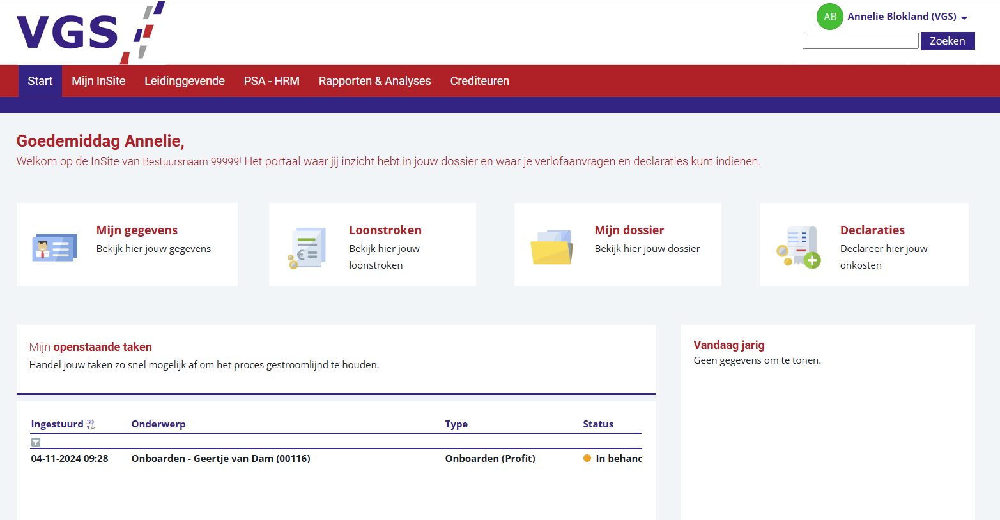 VGS
AB Annelie Blokland (VGS)
Zoeken
Start Mijn InSite Leidinggevende PSA - HRM Rapporten & Analyses Crediteuren
Goedemiddag Annelie,
Welkom op de InSite van Bestuursnaam 99999! Het portaal waar jij inzicht hebt in jouw dossier en waar je verlofaanvragen en declaraties kunt indienen.
Mijn gegevens
Bekijk hier jouw gegevens
Loonstroken
Bekijk hier jouw
loonstroken
Mijn dossier
Bekijk hier jouw dossier
Declaraties
Declareer hier jouw
onkosten
Mijn openstaande taken
Handel jouw taken zo snel mogelijk af om het proces gestroomlijnd te houden.
Vandaag jarig
Geen gegevens om te tonen.
Ingestuurd Onderwerp Type Status
04-11-2024 09:28 Onboarden - Geertje van Dam (00116) Onboarden (Profit) In behand